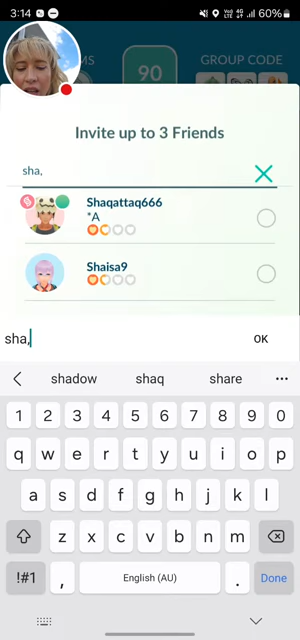 3:14
60%
MS
GROUP CODE
90
Invite up to 3 Friends
sha,
Shaqattaq666
*A
Shaisa9
sha,
OK
shadow shaq share
1 2 3 4 5 6 7 8 9 0
q w e r t y u i o p
a s d f g h j k l
z x c v b n m
!#1 , English (AU) . Done